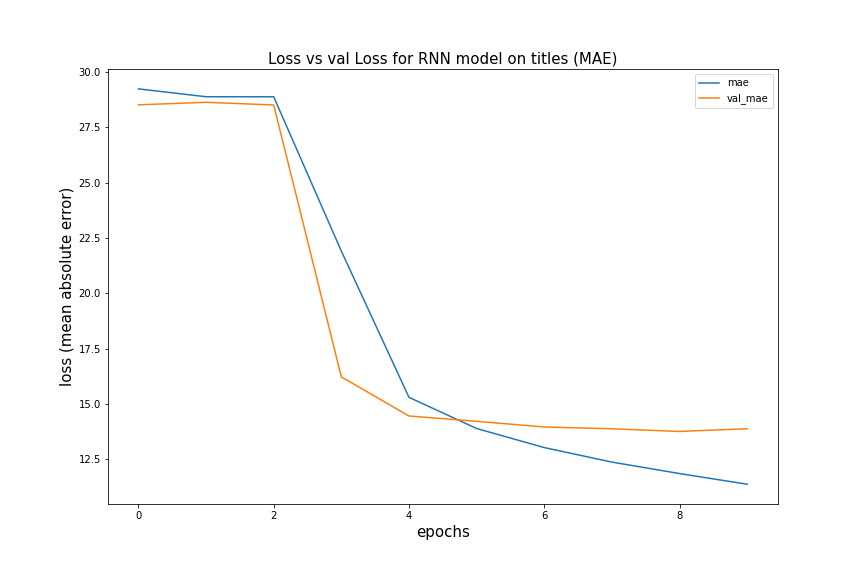 Loss vs val Loss for RNN model on titles (MAE)
mae
val_mae
30.0
27.5
25.0
22.5
20.0
17.5
15.0
12.5
loss (mean absolute error)
0 2 4 6 8
epochs